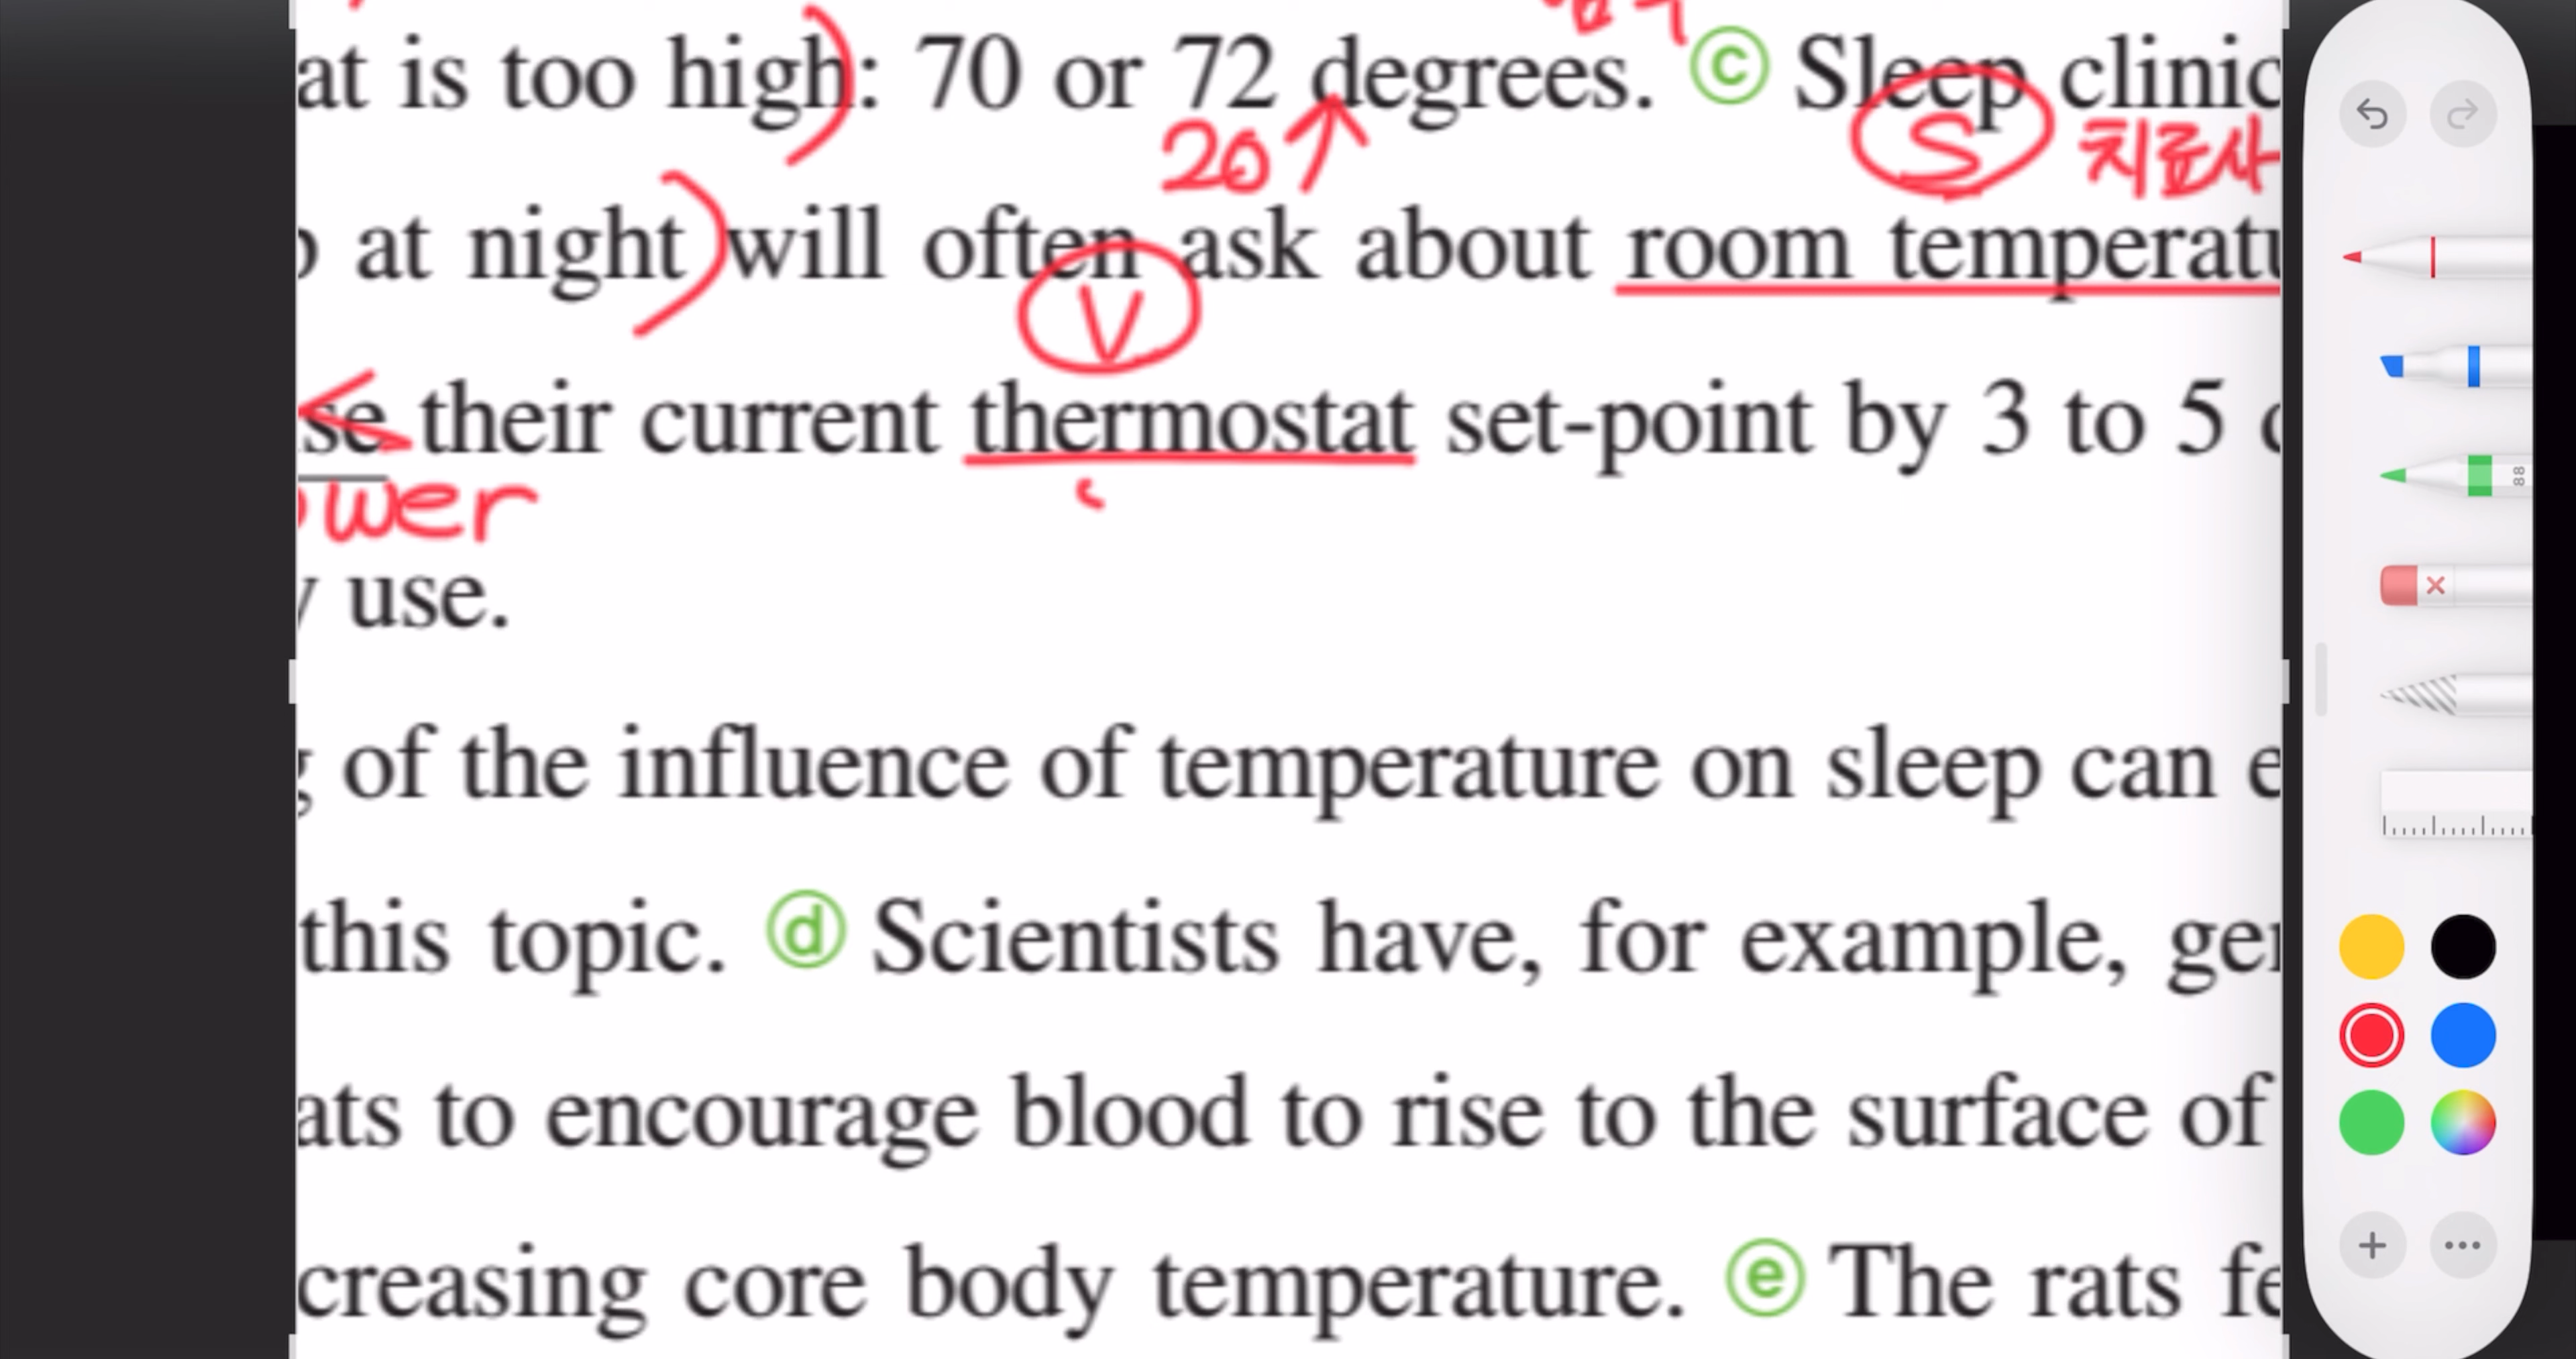 at is too high: 70 or 72 degrees. ⓒ Sleep clinic
20↑ S 치료사
at night will often ask about room temperatu
V
se their current thermostat set-point by 3 to 5
ower
use.
of the influence of temperature on sleep can e
this topic. ⓓ Scientists have, for example, ger
ats to encourage blood to rise to the surface of
creasing core body temperature. ⓔ The rats fe
88